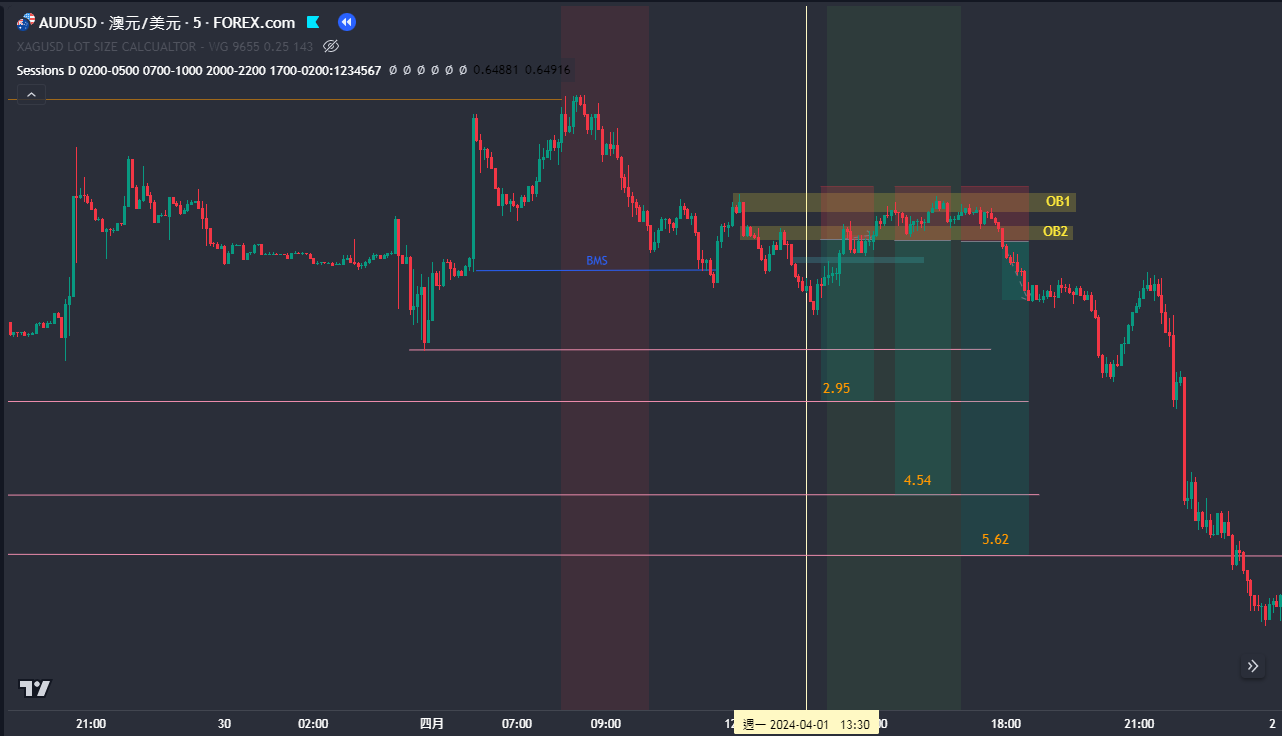 AUDUSD · 澳元/美元 · 5 · FOREX.com
XAGUSD LOT SIZE CALCUALTOR - WG 9655 0.25 143
Sessions D 0200-0500 0700-1000 2000-2200 1700-0200:1234567 Ø Ø Ø Ø Ø Ø 0.64881 0.64916
OB1
OB2
BMS
2.95
4.54
5.62
21:00 30 02:00 四月 07:00 09:00 週一 2024-04-01 13:30 18:00 21:00 2